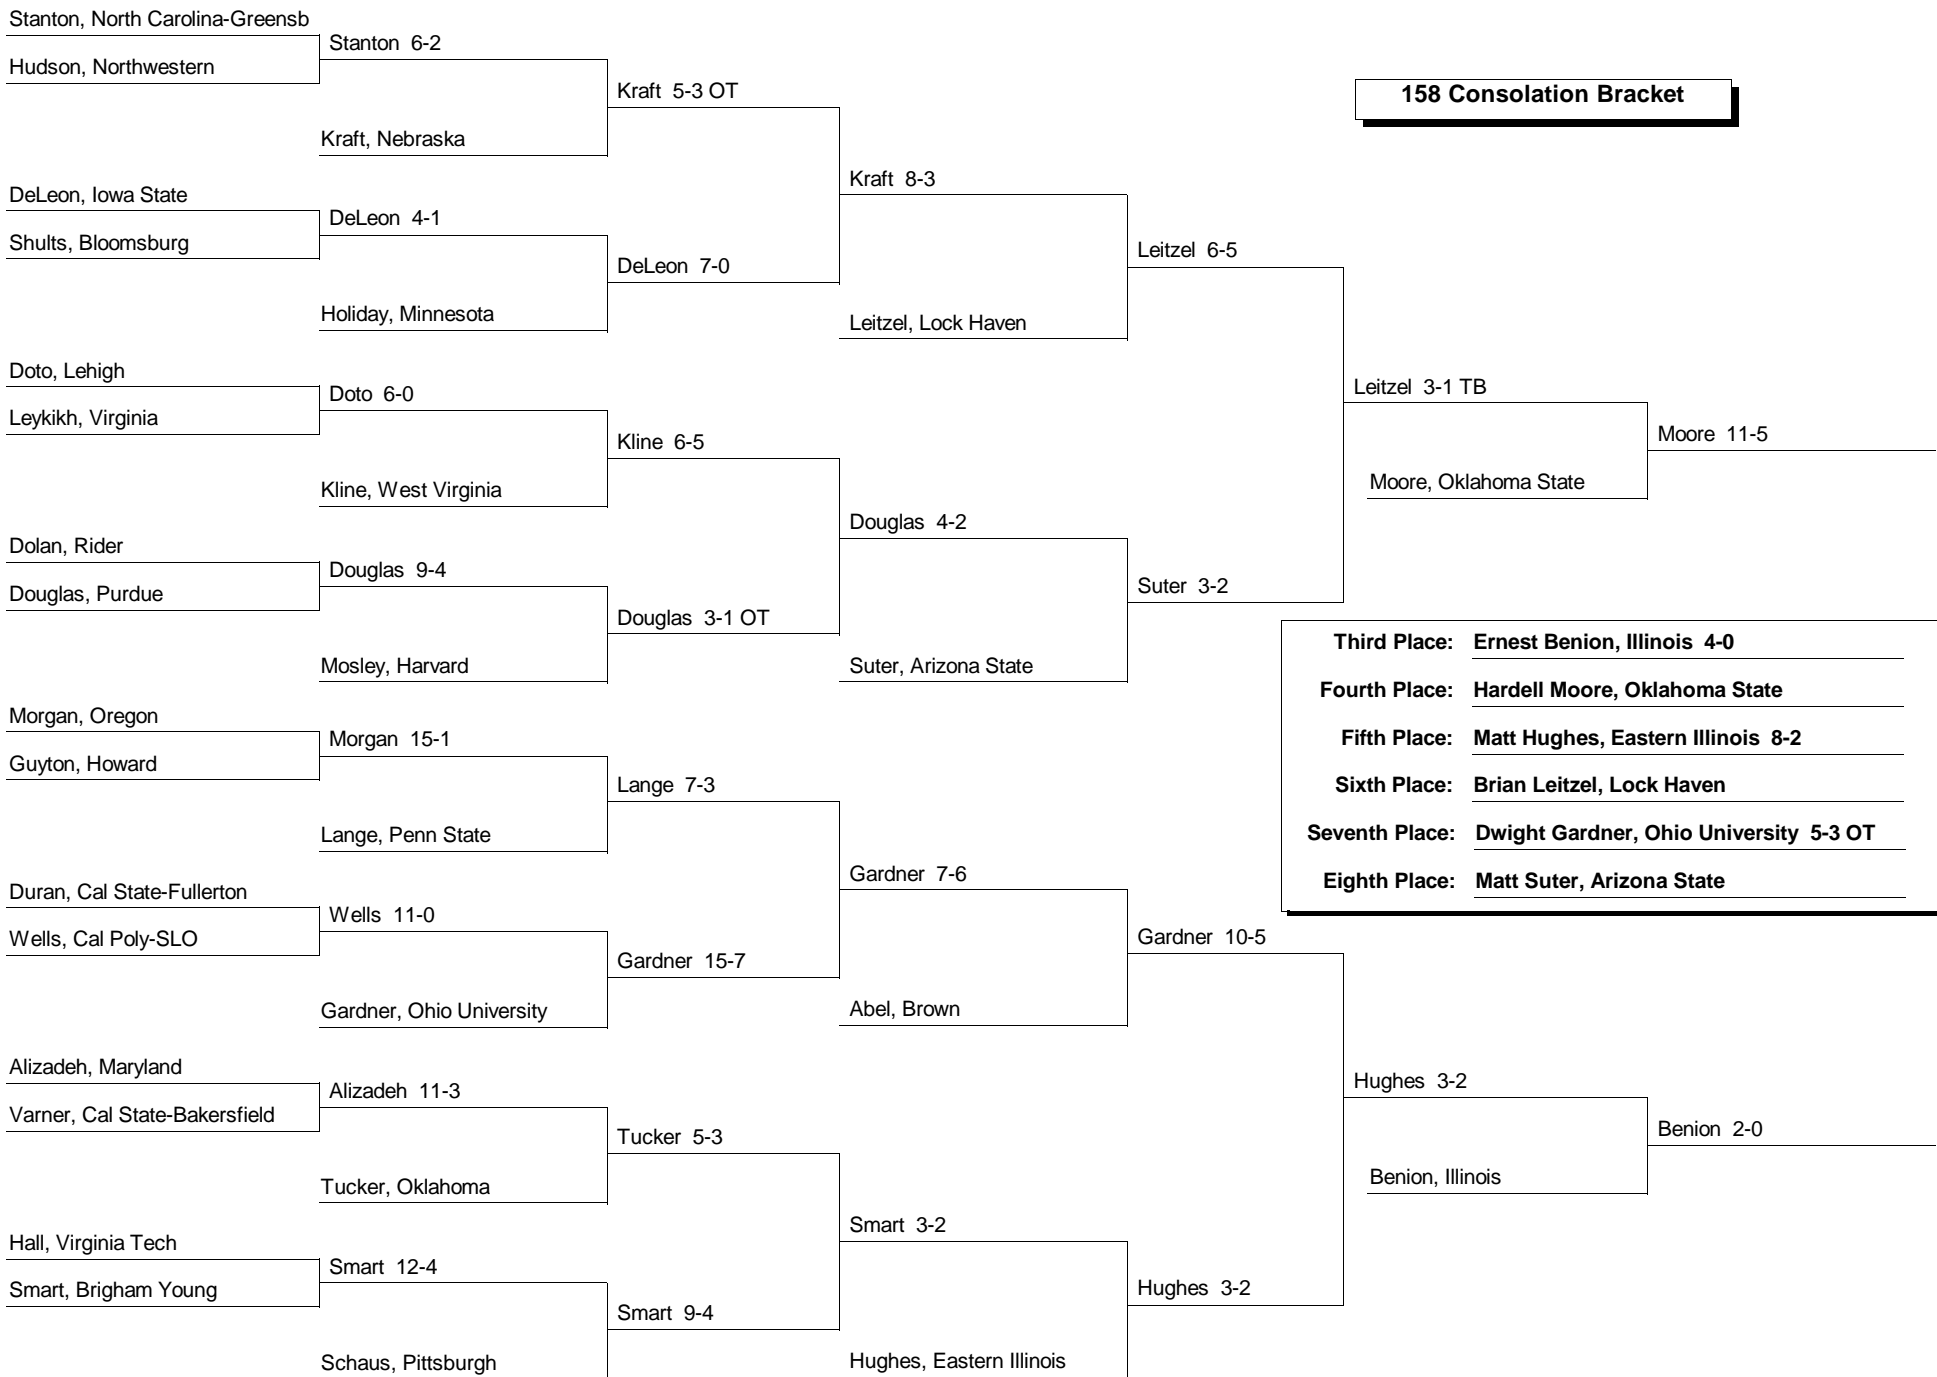 Stanton, North Carolina-Greensb
Stanton 6-2
Hudson, Northwestern
Kraft 5-3 OT
158 Consolation Bracket
Kraft, Nebraska
Kraft 8-3
DeLeon, Iowa State
DeLeon 4-1
Shults, Bloomsburg
Leitzel 6-5
DeLeon 7-0
Holiday, Minnesota
Leitzel, Lock Haven
Doto, Lehigh
Leitzel 3-1 TB
Doto 6-0
Leykikh, Virginia
Moore 11-5
Kline 6-5
Moore, Oklahoma State
Kline, West Virginia
Douglas 4-2
Dolan, Rider
Douglas 9-4
Suter 3-2
Douglas, Purdue
Douglas 3-1 OT
Third Place: Ernest Benion, Illinois 4-0
Mosley, Harvard
Suter, Arizona State
Fourth Place: Hardell Moore, Oklahoma State
Morgan, Oregon
Morgan 15-1
Fifth Place: Matt Hughes, Eastern Illinois 8-2
Guyton, Howard
Lange 7-3
Sixth Place: Brian Leitzel, Lock Haven
Lange, Penn State
Seventh Place: Dwight Gardner, Ohio University 5-3 OT
Gardner 7-6
Eighth Place: Matt Suter, Arizona State
Duran, Cal State-Fullerton
Wells 11-0
Wells, Cal Poly-SLO
Gardner 10-5
Gardner 15-7
Gardner, Ohio University
Abel, Brown
Alizadeh, Maryland
Hughes 3-2
Alizadeh 11-3
Varner, Cal State-Bakersfield
Benion 2-0
Tucker 5-3
Benion, Illinois
Tucker, Oklahoma
Smart 3-2
Hall, Virginia Tech
Smart 12-4
Smart, Brigham Young
Hughes 3-2
Smart 9-4
Schaus, Pittsburgh
Hughes, Eastern Illinois